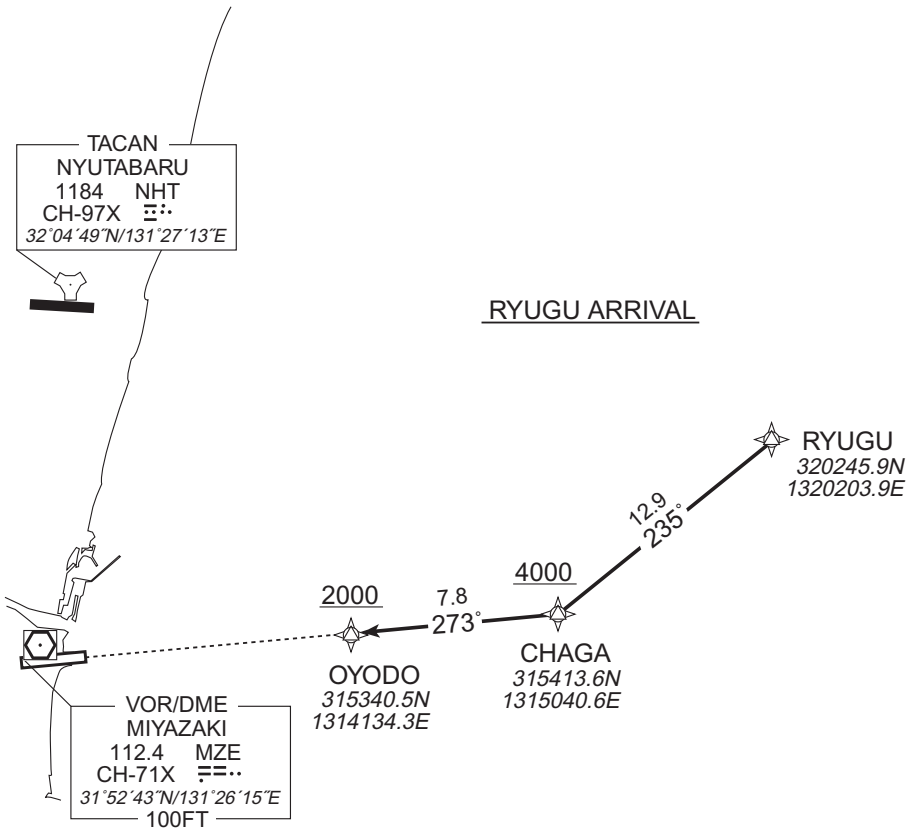 TACAN
NYUTABARU
1184 NHT
CH-97X
32°04´49˝N/131°27´13˝E
RYUGU ARRIVAL
RYUGU
320245.9N
1320203.9E
12.9
235°
4000
7.8
273°
2000
CHAGA
315413.6N
1315040.6E
OYODO
315340.5N
1314134.3E
VOR/DME
MIYAZAKI
112.4 MZE
CH-71X
31°52´43˝N/131°26´15˝E
100FT